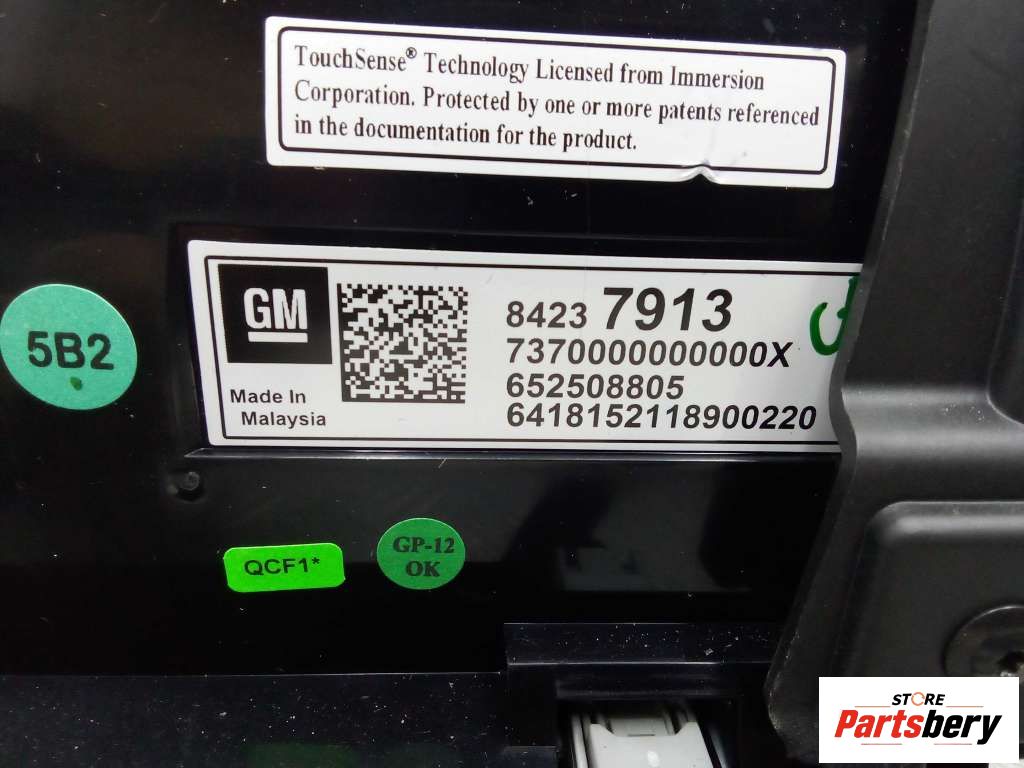 TouchSense® Technology Licensed from Immersion
Corporation. Protected by one or more patents referenced
in the documentation for the product.
GM
8423 7913
7370000000000X
652508805
6418152118900220
Made In
Malaysia
5B2
QCF1*
GP-12
OK
STORE
Partsbery